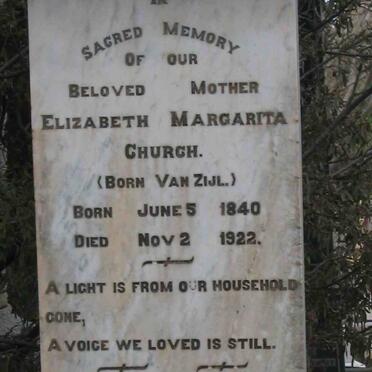 IN
SACRED MEMORY
OF OUR
BELOVED MOTHER
ELIZABETH MARGARITA
CHURCH.
(BORN VAN ZIJL.)
BORN JUNE 5 1840
DIED NOV 2 1922.
A LIGHT IS FROM OUR HOUSEHOLD
GONE,
A VOICE WE LOVED IS STILL.